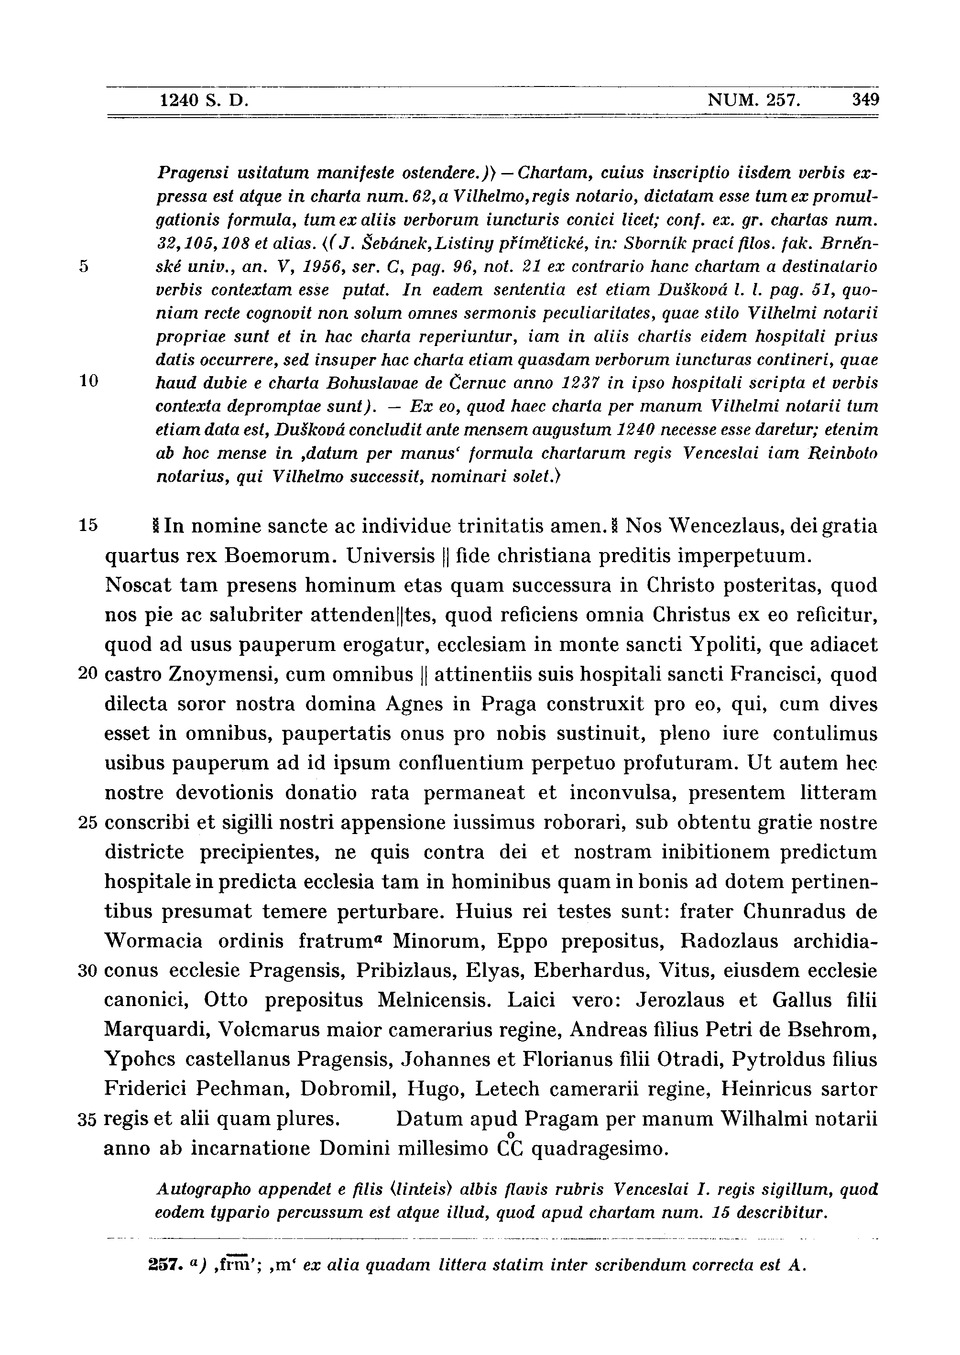 1240 S. D. NUM. 257. 349
Pragensi usitatum manifeste ostendere.)⟩ — Chartam, cuius inscriptio iisdem verbis ex-
pressa est atque in charta num. 62, a Vilhelmo, regis notario, dictatam esse tum ex promul-
gationis formula, tum ex aliis verborum iuncturis conici licet; conf. ex. gr. chartas num.
32, 105, 108 et alias. ⟨(J. Šebánek, Listiny přímětické, in: Sborník prací filos. fak. Brněn-
5 ské univ., an. V, 1956, ser. C, pag. 96, not. 21 ex contrario hanc chartam a destinatario
verbis contextam esse putat. In eadem sententia est etiam Dušková l. l. pag. 51, quo-
niam recte cognovit non solum omnes sermonis peculiaritates, quae stilo Vilhelmi notarii
propriae sunt et in hac charta reperiuntur, iam in aliis chartis eidem hospitali prius
datis occurrere, sed insuper hac charta etiam quasdam verborum iuncturas contineri, quae
10 haud dubie e charta Bohuslavae de Černuc anno 1237 in ipso hospitali scripta et verbis
contexta depromptae sunt). — Ex eo, quod haec charta per manum Vilhelmi notarii tum
etiam data est, Dušková concludit ante mensem augustum 1240 necesse esse daretur; etenim
ab hoc mense in ‚datum per manus‘ formula chartarum regis Venceslai iam Reinboto
notarius, qui Vilhelmo successit, nominari solet.⟩
15 In nomine sancte ac individue trinitatis amen. Nos Wencezlaus, dei gratia
quartus rex Boemorum. Universis || fide christiana preditis imperpetuum.
Noscat tam presens hominum etas quam successura in Christo posteritas, quod
nos pie ac salubriter attenden||tes, quod reficiens omnia Christus ex eo reficitur,
quod ad usus pauperum erogatur, ecclesiam in monte sancti Ypoliti, que adiacet
20 castro Znoymensi, cum omnibus || attinentiis suis hospitali sancti Francisci, quod
dilecta soror nostra domina Agnes in Praga construxit pro eo, qui, cum dives
esset in omnibus, paupertatis onus pro nobis sustinuit, pleno iure contulimus
usibus pauperum ad id ipsum confluentium perpetuo profuturam. Ut autem hec
nostre devotionis donatio rata permaneat et inconvulsa, presentem litteram
25 conscribi et sigilli nostri appensione iussimus roborari, sub obtentu gratie nostre
districte precipientes, ne quis contra dei et nostram inibitionem predictum
hospitale in predicta ecclesia tam in hominibus quam in bonis ad dotem pertinen-
tibus presumat temere perturbare. Huius rei testes sunt: frater Chunradus de
Wormacia ordinis fratrumᵃ Minorum, Eppo prepositus, Radozlaus archidia-
30 conus ecclesie Pragensis, Pribizlaus, Elyas, Eberhardus, Vitus, eiusdem ecclesie
canonici, Otto prepositus Melnicensis. Laici vero: Jerozlaus et Gallus filii
Marquardi, Volcmarus maior camerarius regine, Andreas filius Petri de Bsehrom,
Ypohcs castellanus Pragensis, Johannes et Florianus filii Otradi, Pytroldus filius
Friderici Pechman, Dobromil, Hugo, Letech camerarii regine, Heinricus sartor
35 regis et alii quam plures. Datum apud Pragam per manum Wilhalmi notarii
anno ab incarnatione Domini millesimo CC̊ quadragesimo.
Autographo appendet e filis ⟨linteis⟩ albis flavis rubris Venceslai I. regis sigillum, quod
eodem typario percussum est atque illud, quod apud chartam num. 15 describitur.
257. ᵃ) ‚fr̅m̅'; ‚m‘ ex alia quadam littera statim inter scribendum correcta est A.